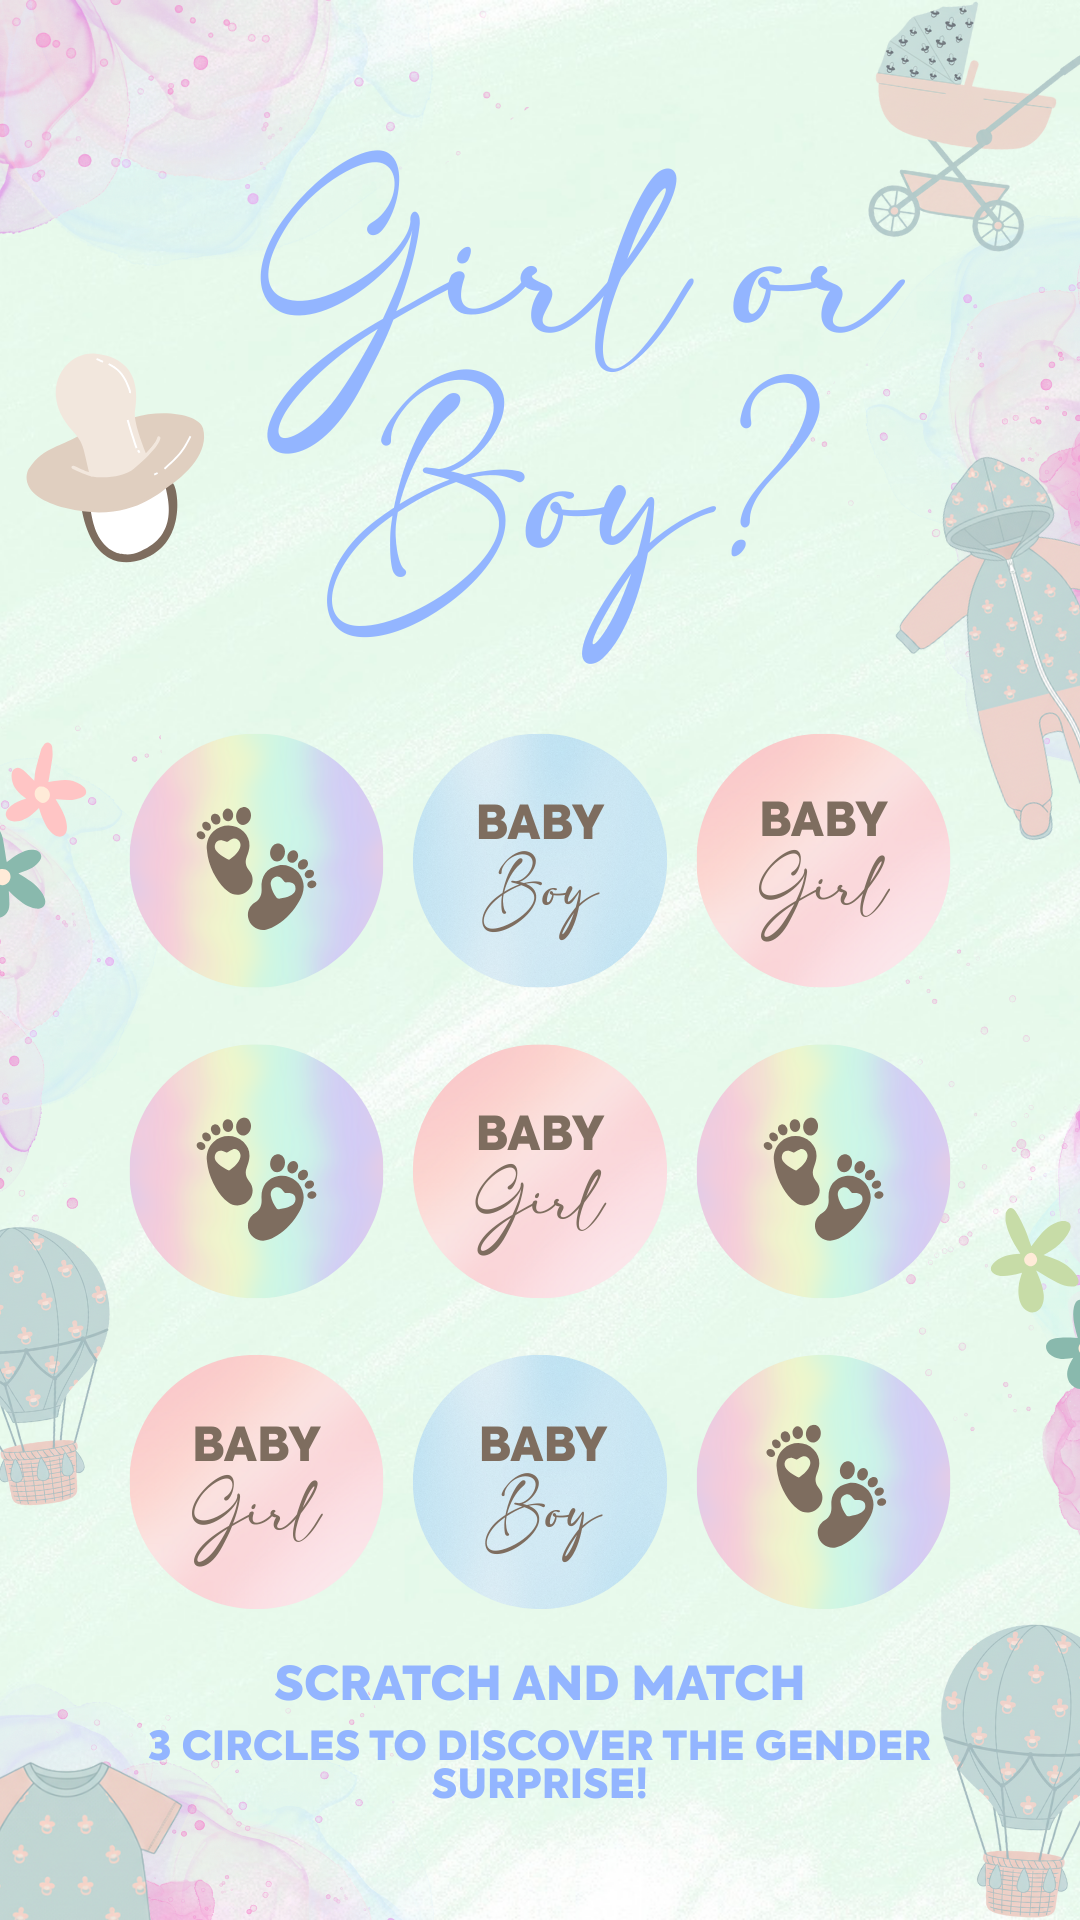 Girl or
Boy?
BABY
Boy
BABY
Girl
BABY
Girl
BABY
Girl
BABY
Boy
SCRATCH AND MATCH
3 CIRCLES TO DISCOVER THE GENDER
SURPRISE!